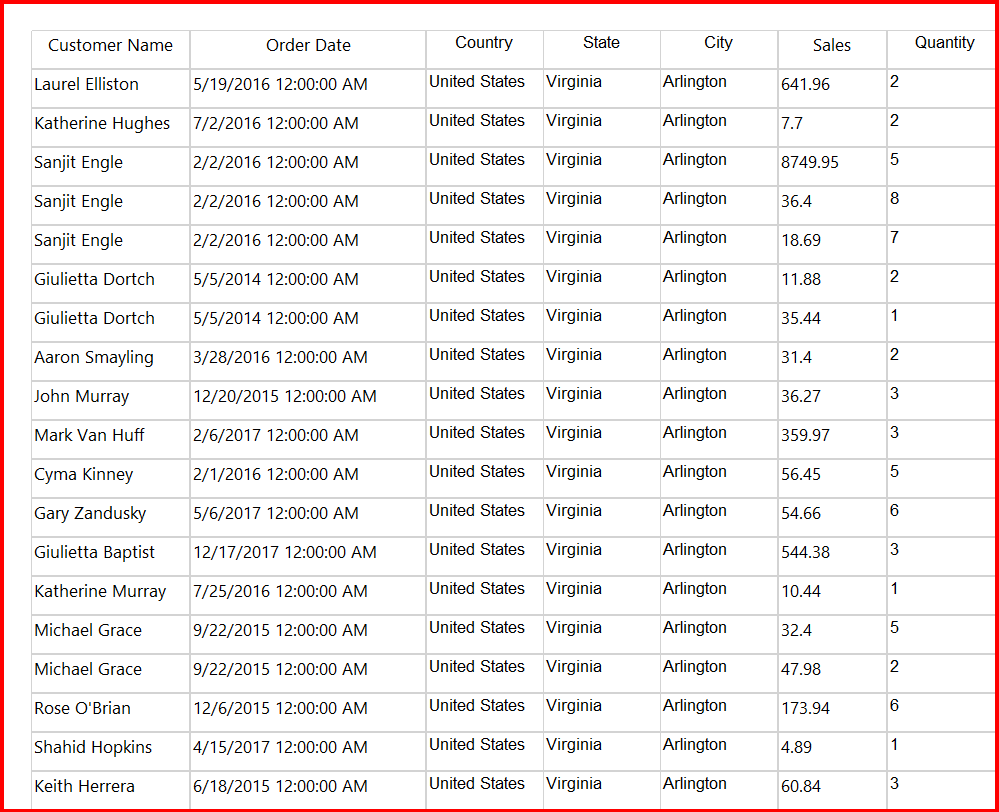 Customer Name Order Date Country State City Sales Quantity
Laurel Elliston 5/19/2016 12:00:00 AM United States Virginia Arlington 641.96 2
Katherine Hughes 7/2/2016 12:00:00 AM United States Virginia Arlington 7.7 2
Sanjit Engle 2/2/2016 12:00:00 AM United States Virginia Arlington 8749.95 5
Sanjit Engle 2/2/2016 12:00:00 AM United States Virginia Arlington 36.4 8
Sanjit Engle 2/2/2016 12:00:00 AM United States Virginia Arlington 18.69 7
Giulietta Dortch 5/5/2014 12:00:00 AM United States Virginia Arlington 11.88 2
Giulietta Dortch 5/5/2014 12:00:00 AM United States Virginia Arlington 35.44 1
Aaron Smayling 3/28/2016 12:00:00 AM United States Virginia Arlington 31.4 2
John Murray 12/20/2015 12:00:00 AM United States Virginia Arlington 36.27 3
Mark Van Huff 2/6/2017 12:00:00 AM United States Virginia Arlington 359.97 3
Cyma Kinney 2/1/2016 12:00:00 AM United States Virginia Arlington 56.45 5
Gary Zandusky 5/6/2017 12:00:00 AM United States Virginia Arlington 54.66 6
Giulietta Baptist 12/17/2017 12:00:00 AM United States Virginia Arlington 544.38 3
Katherine Murray 7/25/2016 12:00:00 AM United States Virginia Arlington 10.44 1
Michael Grace 9/22/2015 12:00:00 AM United States Virginia Arlington 32.4 5
Michael Grace 9/22/2015 12:00:00 AM United States Virginia Arlington 47.98 2
Rose O'Brian 12/6/2015 12:00:00 AM United States Virginia Arlington 173.94 6
Shahid Hopkins 4/15/2017 12:00:00 AM United States Virginia Arlington 4.89 1
Keith Herrera 6/18/2015 12:00:00 AM United States Virginia Arlington 60.84 3